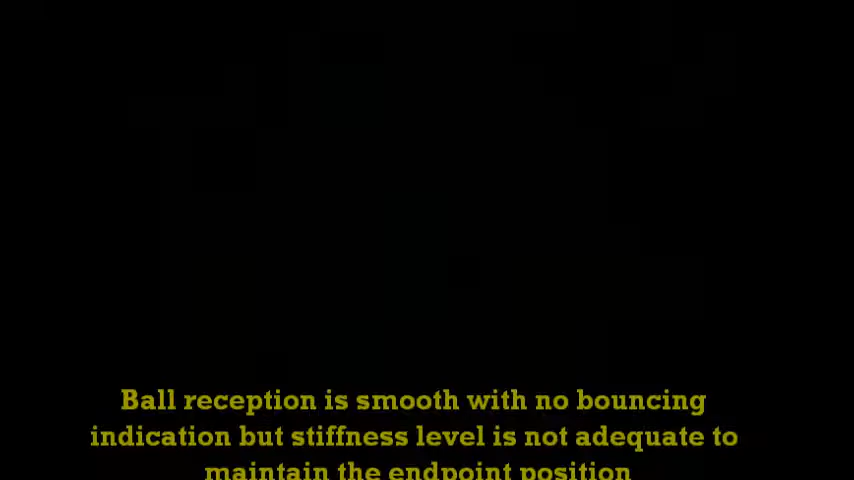 Ball reception is smooth with no bouncing
indication but stiffness level is not adequate to
maintain the endpoint position